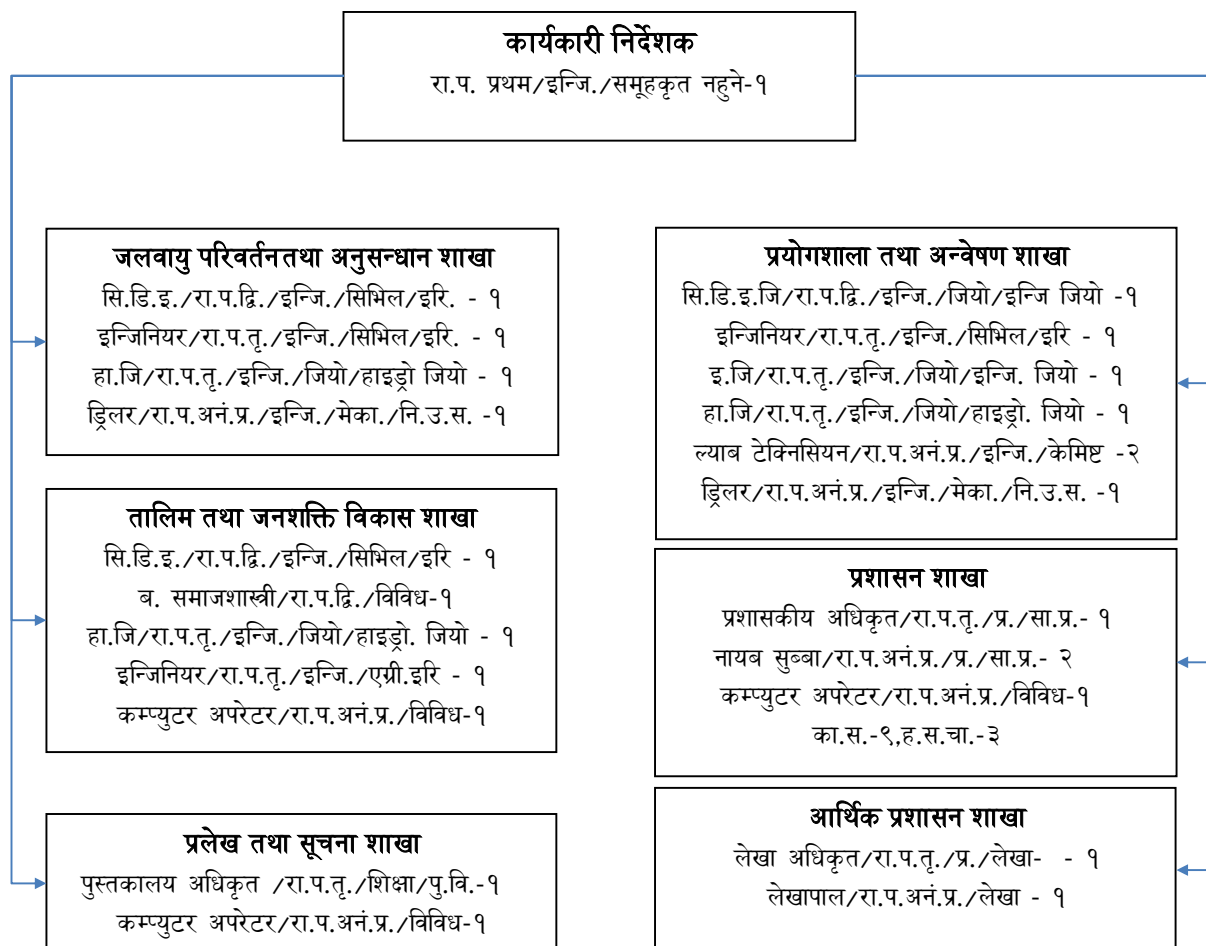 कार्यकारी निर्देशक
रा.प. प्रथम/इन्जि./समूहकृत नहुने-१
जलवायु परिवर्तनतथा अनुसन्धान शाखा
सि.डि.इ./रा.प.द्वि./इन्जि./सिभिल/इरि. - १
इन्जिनियर/रा.प.तृ./इन्जि./सिभिल/इरि. - १
हा.जि/रा.प.तृ./इन्जि./जियो/हाइड्रो जियो - १
ड्रिलर/रा.प.अनं.प्र./इन्जि./मेका./नि.उ.स. -१
तालिम तथा जनशक्ति विकास शाखा
सि.डि.इ./रा.प.द्वि./इन्जि./सिभिल/इरि - १
ब. समाजशास्त्री/रा.प.द्वि./विविध-१
हा.जि/रा.प.तृ./इन्जि./जियो/हाइड्रो. जियो - १
इन्जिनियर/रा.प.तृ./इन्जि./एग्री.इरि - १
कम्प्युटर अपरेटर/रा.प.अनं.प्र./विविध-१
प्रलेख तथा सूचना शाखा
पुस्तकालय अधिकृत /रा.प.तृ./शिक्षा/पु.वि.-१
कम्प्युटर अपरेटर/रा.प.अनं.प्र./विविध-१
प्रयोगशाला तथा अन्वेषण शाखा
सि.डि.इ.जि/रा.प.द्वि./इन्जि./जियो/इन्जि जियो -१
इन्जिनियर/रा.प.तृ./इन्जि./सिभिल/इरि - १
इ.जि/रा.प.तृ./इन्जि./जियो/इन्जि. जियो - १
हा.जि/रा.प.तृ./इन्जि./जियो/हाइड्रो. जियो - १
ल्याब टेक्निसियन/रा.प.अनं.प्र./इन्जि./केमिष्ट -२
ड्रिलर/रा.प.अनं.प्र./इन्जि./मेका./नि.उ.स. -१
प्रशासन शाखा
प्रशासकीय अधिकृत/रा.प.तृ./प्र./सा.प्र.- १
नायब सुब्बा/रा.प.अनं.प्र./प्र./सा.प्र.- २
कम्प्युटर अपरेटर/रा.प.अनं.प्र./विविध-१
का.स.-९,ह.स.चा.-३
आर्थिक प्रशासन शाखा
लेखा अधिकृत/रा.प.तृ./प्र./लेखा- - १
लेखापाल/रा.प.अनं.प्र./लेखा - १